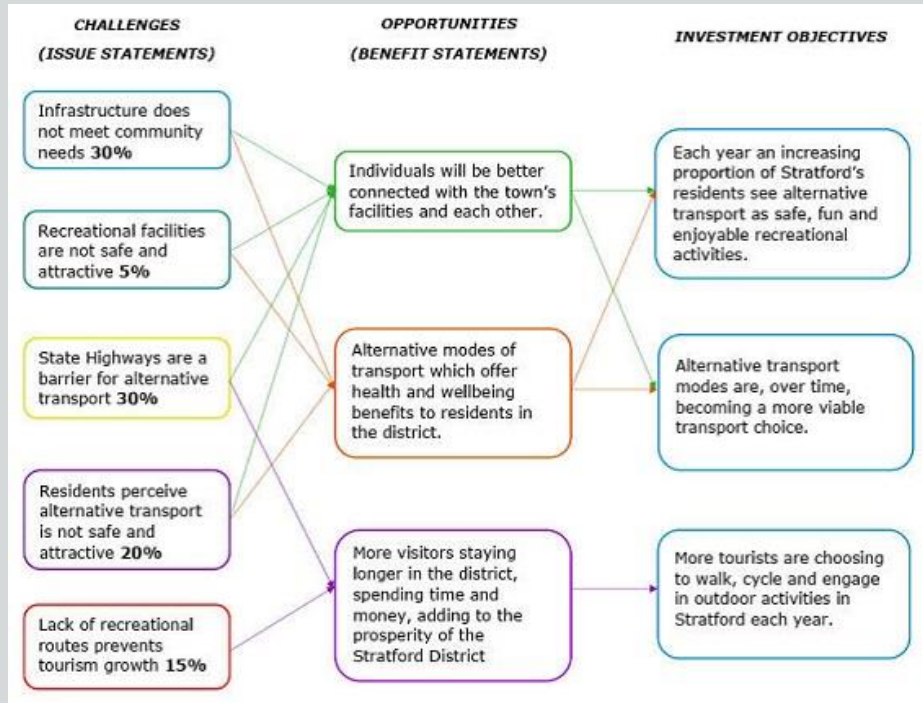 CHALLENGES
(ISSUE STATEMENTS)
OPPORTUNITIES
(BENEFIT STATEMENTS)
INVESTMENT OBJECTIVES
Infrastructure does
not meet community
needs 30%
Recreational facilities
are not safe and
attractive 5%
State Highways are a
barrier for alternative
transport 30%
Residents perceive
alternative transport
is not safe and
attractive 20%
Lack of recreational
routes prevents
tourism growth 15%
Individuals will be better
connected with the town's
facilities and each other.
Alternative modes of
transport which offer
health and wellbeing
benefits to residents in
the district.
More visitors staying
longer in the district,
spending time and
money, adding to the
prosperity of the
Stratford District
Each year an increasing
proportion of Stratford's
residents see alternative
transport as safe, fun and
enjoyable recreational
activities.
Alternative transport
modes are, over time,
becoming a more viable
transport choice.
More tourists are choosing
to walk, cycle and engage
in outdoor activities in
Stratford each year.